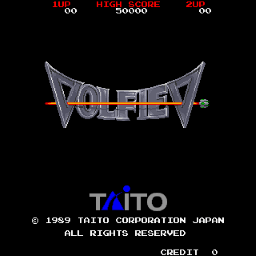 1UP HIGH SCORE 2UP
00 50000 00
VOLFIED
TAITO
© 1989 TAITO CORPORATION JAPAN
ALL RIGHTS RESERVED
CREDIT 0